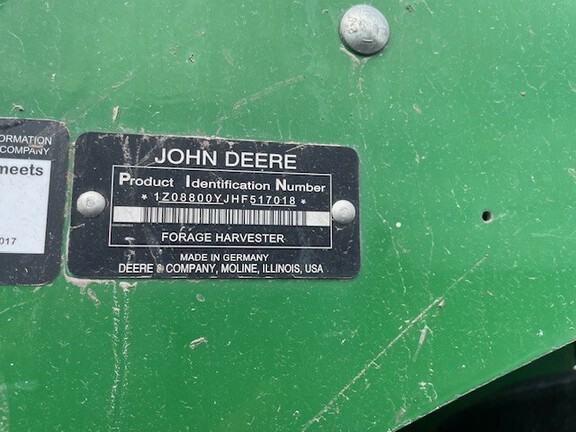 ORMATION
COMPANY
meets
017
JOHN DEERE
Product Identification Number
* 1Z08800YJHF517018 *
FORAGE HARVESTER
MADE IN GERMANY
DEERE & COMPANY, MOLINE, ILLINOIS, USA